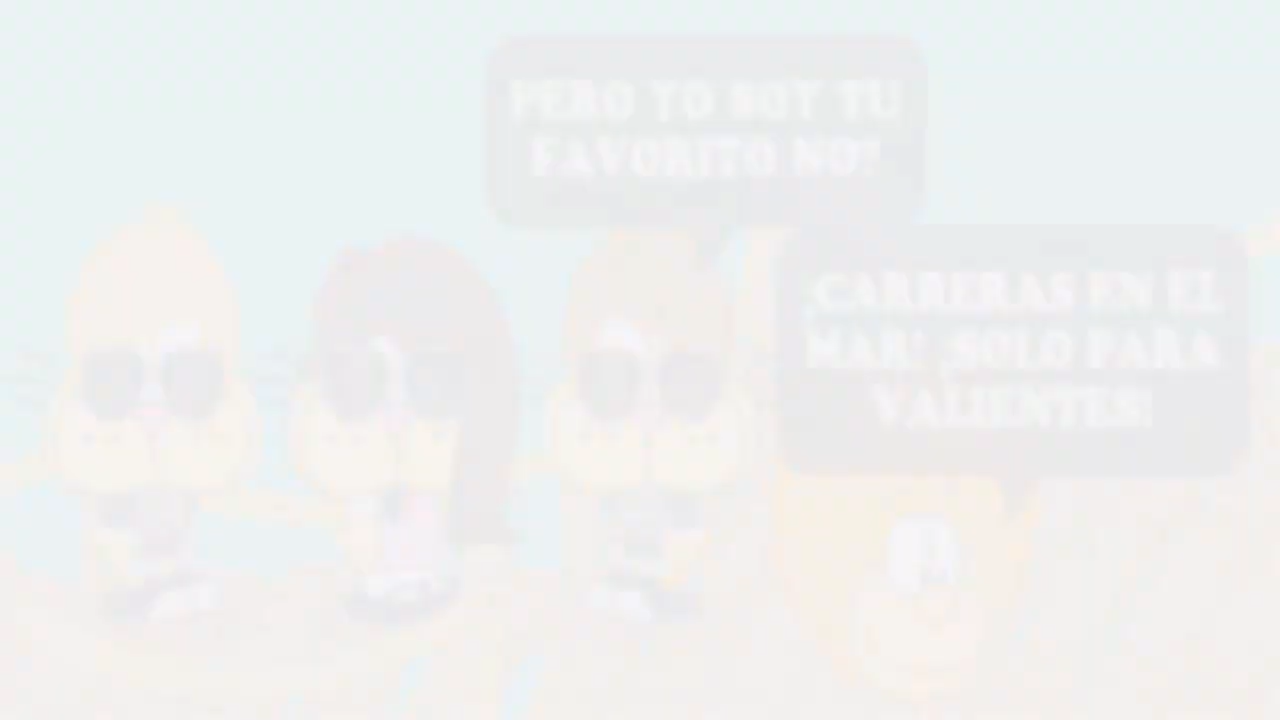 PERO YO SOY TU
FAVORITO NO?
¡CARRERAS EN EL
MAR! ¡SOLO PARA
VALIENTES!